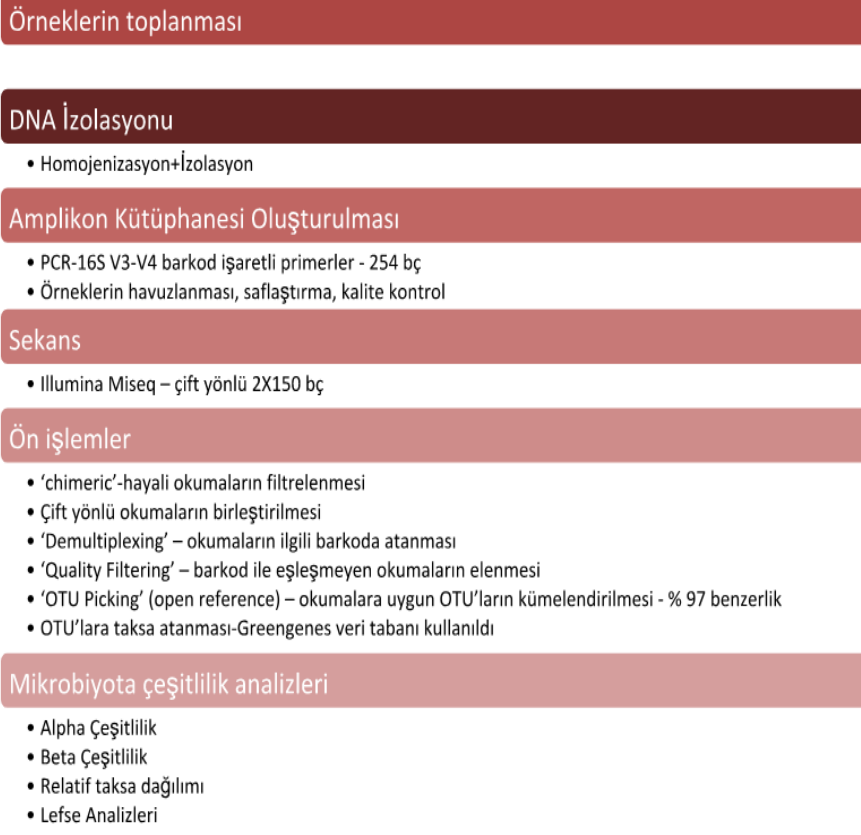 Örneklerin toplanması
DNA İzolasyonu
• Homojenizasyon+İzolasyon
Amplikon Kütüphanesi Oluşturulması
• PCR-16S V3-V4 barkod işaretli primerler - 254 bç
• Örneklerin havuzlanması, saflaştırma, kalite kontrol
Sekans
• Illumina Miseq – çift yönlü 2X150 bç
Ön işlemler
• ‘chimeric’-hayali okumaların filtrelenmesi
• Çift yönlü okumaların birleştirilmesi
• ‘Demultiplexing’ – okumaların ilgili barkoda atanması
• ‘Quality Filtering’ – barkod ile eşleşmeyen okumaların elenmesi
• ‘OTU Picking’ (open reference) – okumalara uygun OTU’ların kümelendirilmesi - % 97 benzerlik
• OTU’lara taksa atanması-Greengenes veri tabanı kullanıldı
Mikrobiyota çeşitlilik analizleri
• Alpha Çeşitlilik
• Beta Çeşitlilik
• Relatif taksa dağılımı
• Lefse Analizleri